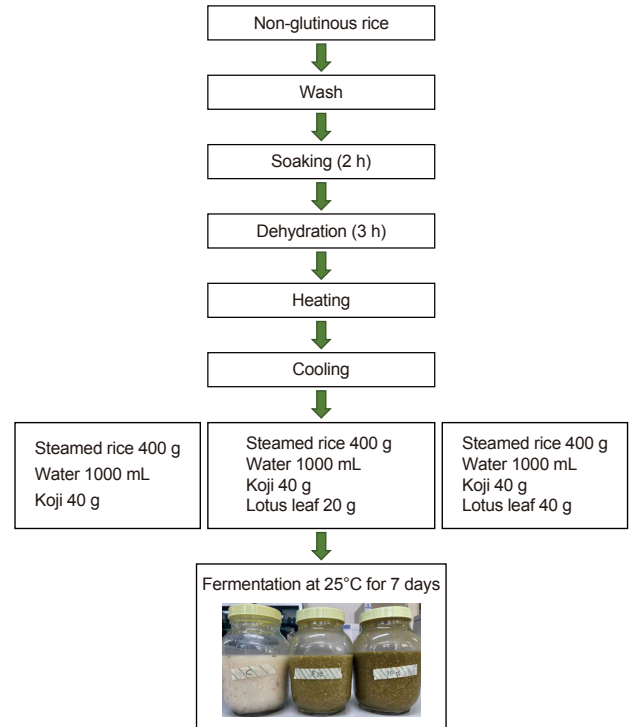 Non-glutinous rice
Wash
Soaking (2 h)
Dehydration (3 h)
Heating
Cooling
Steamed rice 400 g
Water 1000 mL
Koji 40 g
Steamed rice 400 g
Water 1000 mL
Koji 40 g
Lotus leaf 20 g
Steamed rice 400 g
Water 1000 mL
Koji 40 g
Lotus leaf 40 g
Fermentation at 25°C for 7 days
C